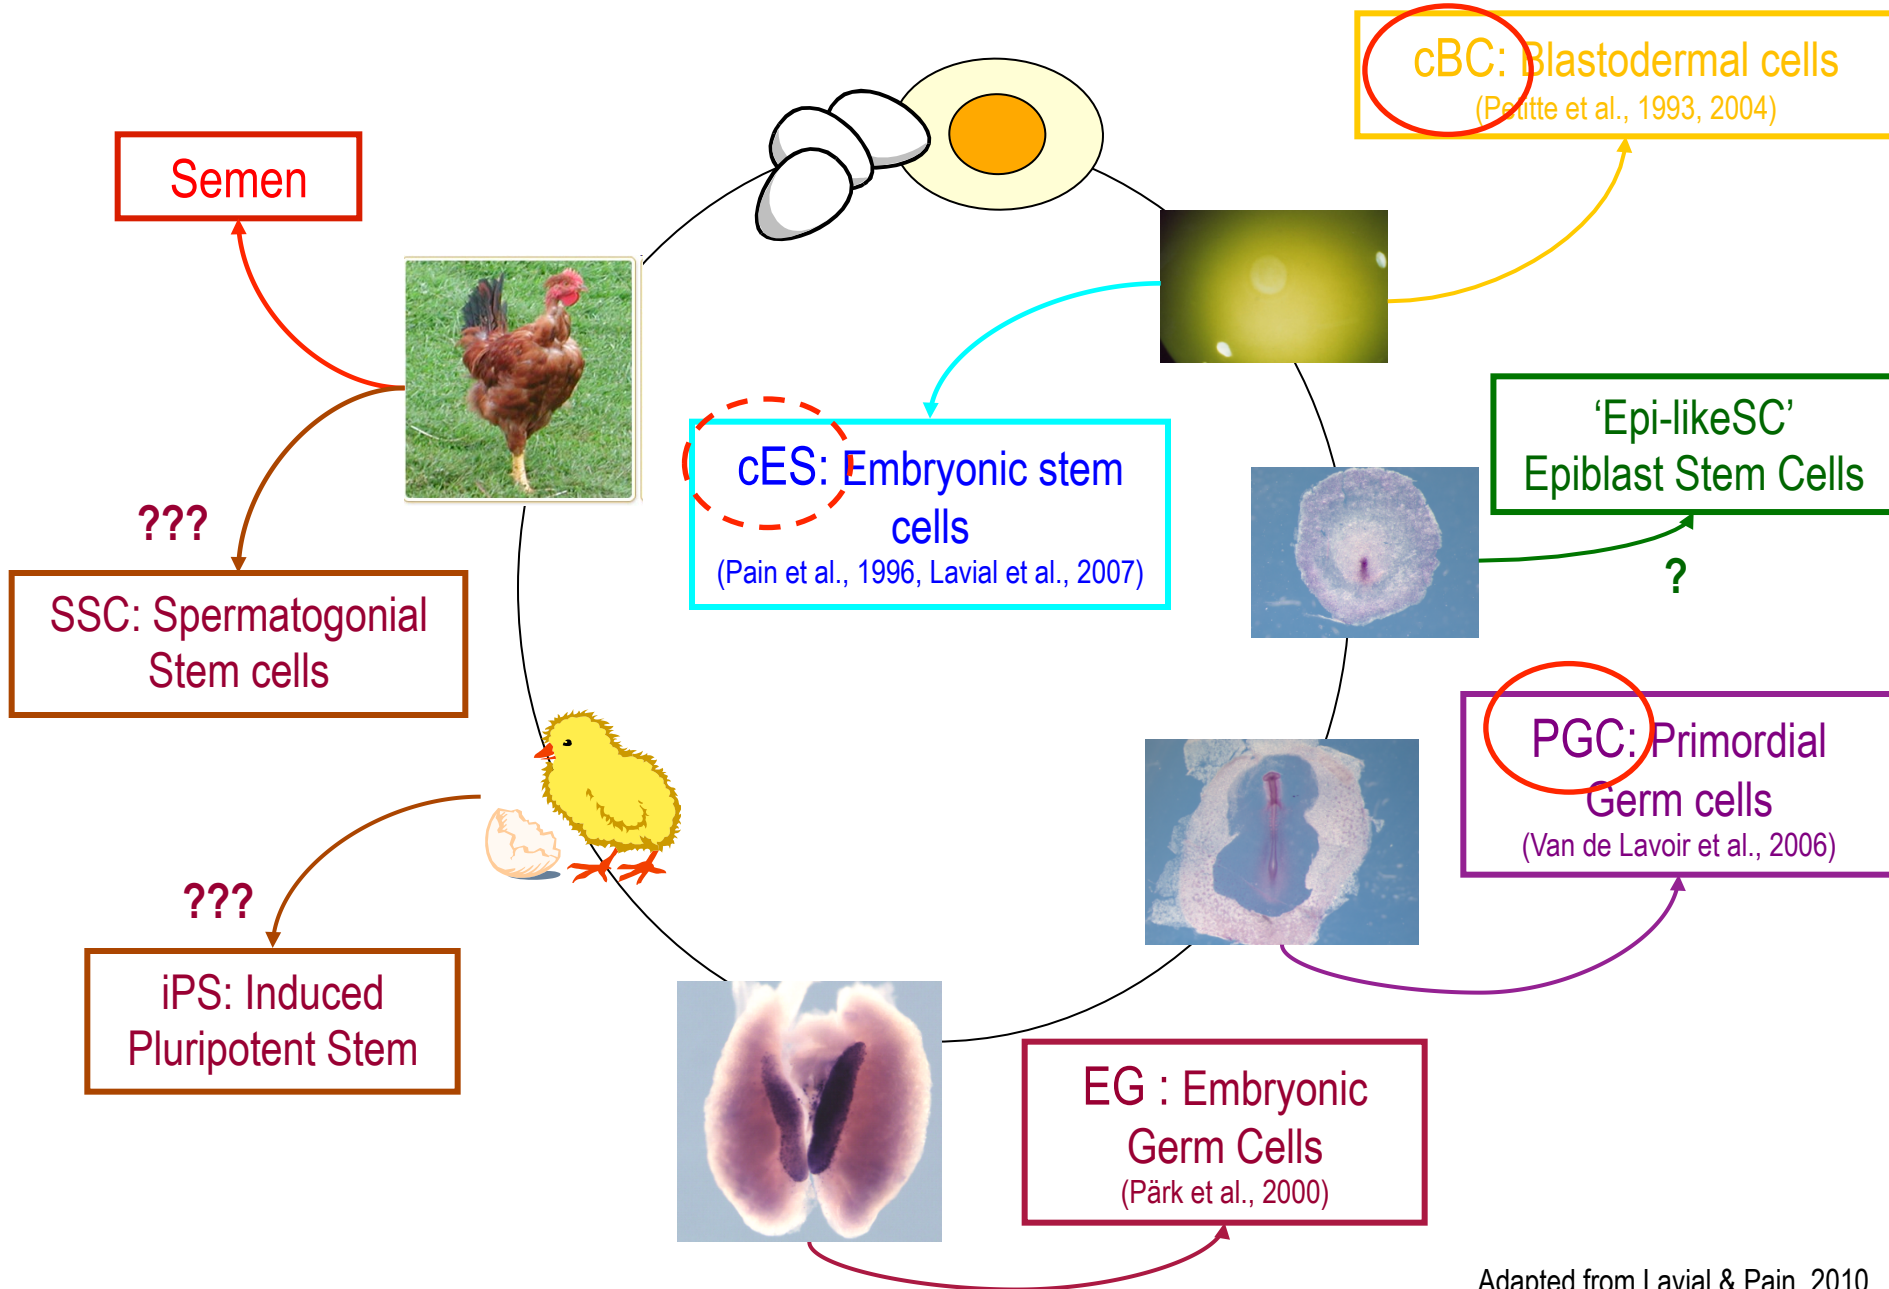 cBC: Blastodermal cells
(Petitte et al., 1993, 2004)
Semen
cES: Embryonic stem
cells
(Pain et al., 1996, Lavial et al., 2007)
‘Epi-likeSC’
Epiblast Stem Cells
?
???
SSC: Spermatogonial
Stem cells
PGC: Primordial
Germ cells
(Van de Lavoir et al., 2006)
???
iPS: Induced
Pluripotent Stem
EG : Embryonic
Germ Cells
(Pärk et al., 2000)
Adapted from Lavial & Pain, 2010